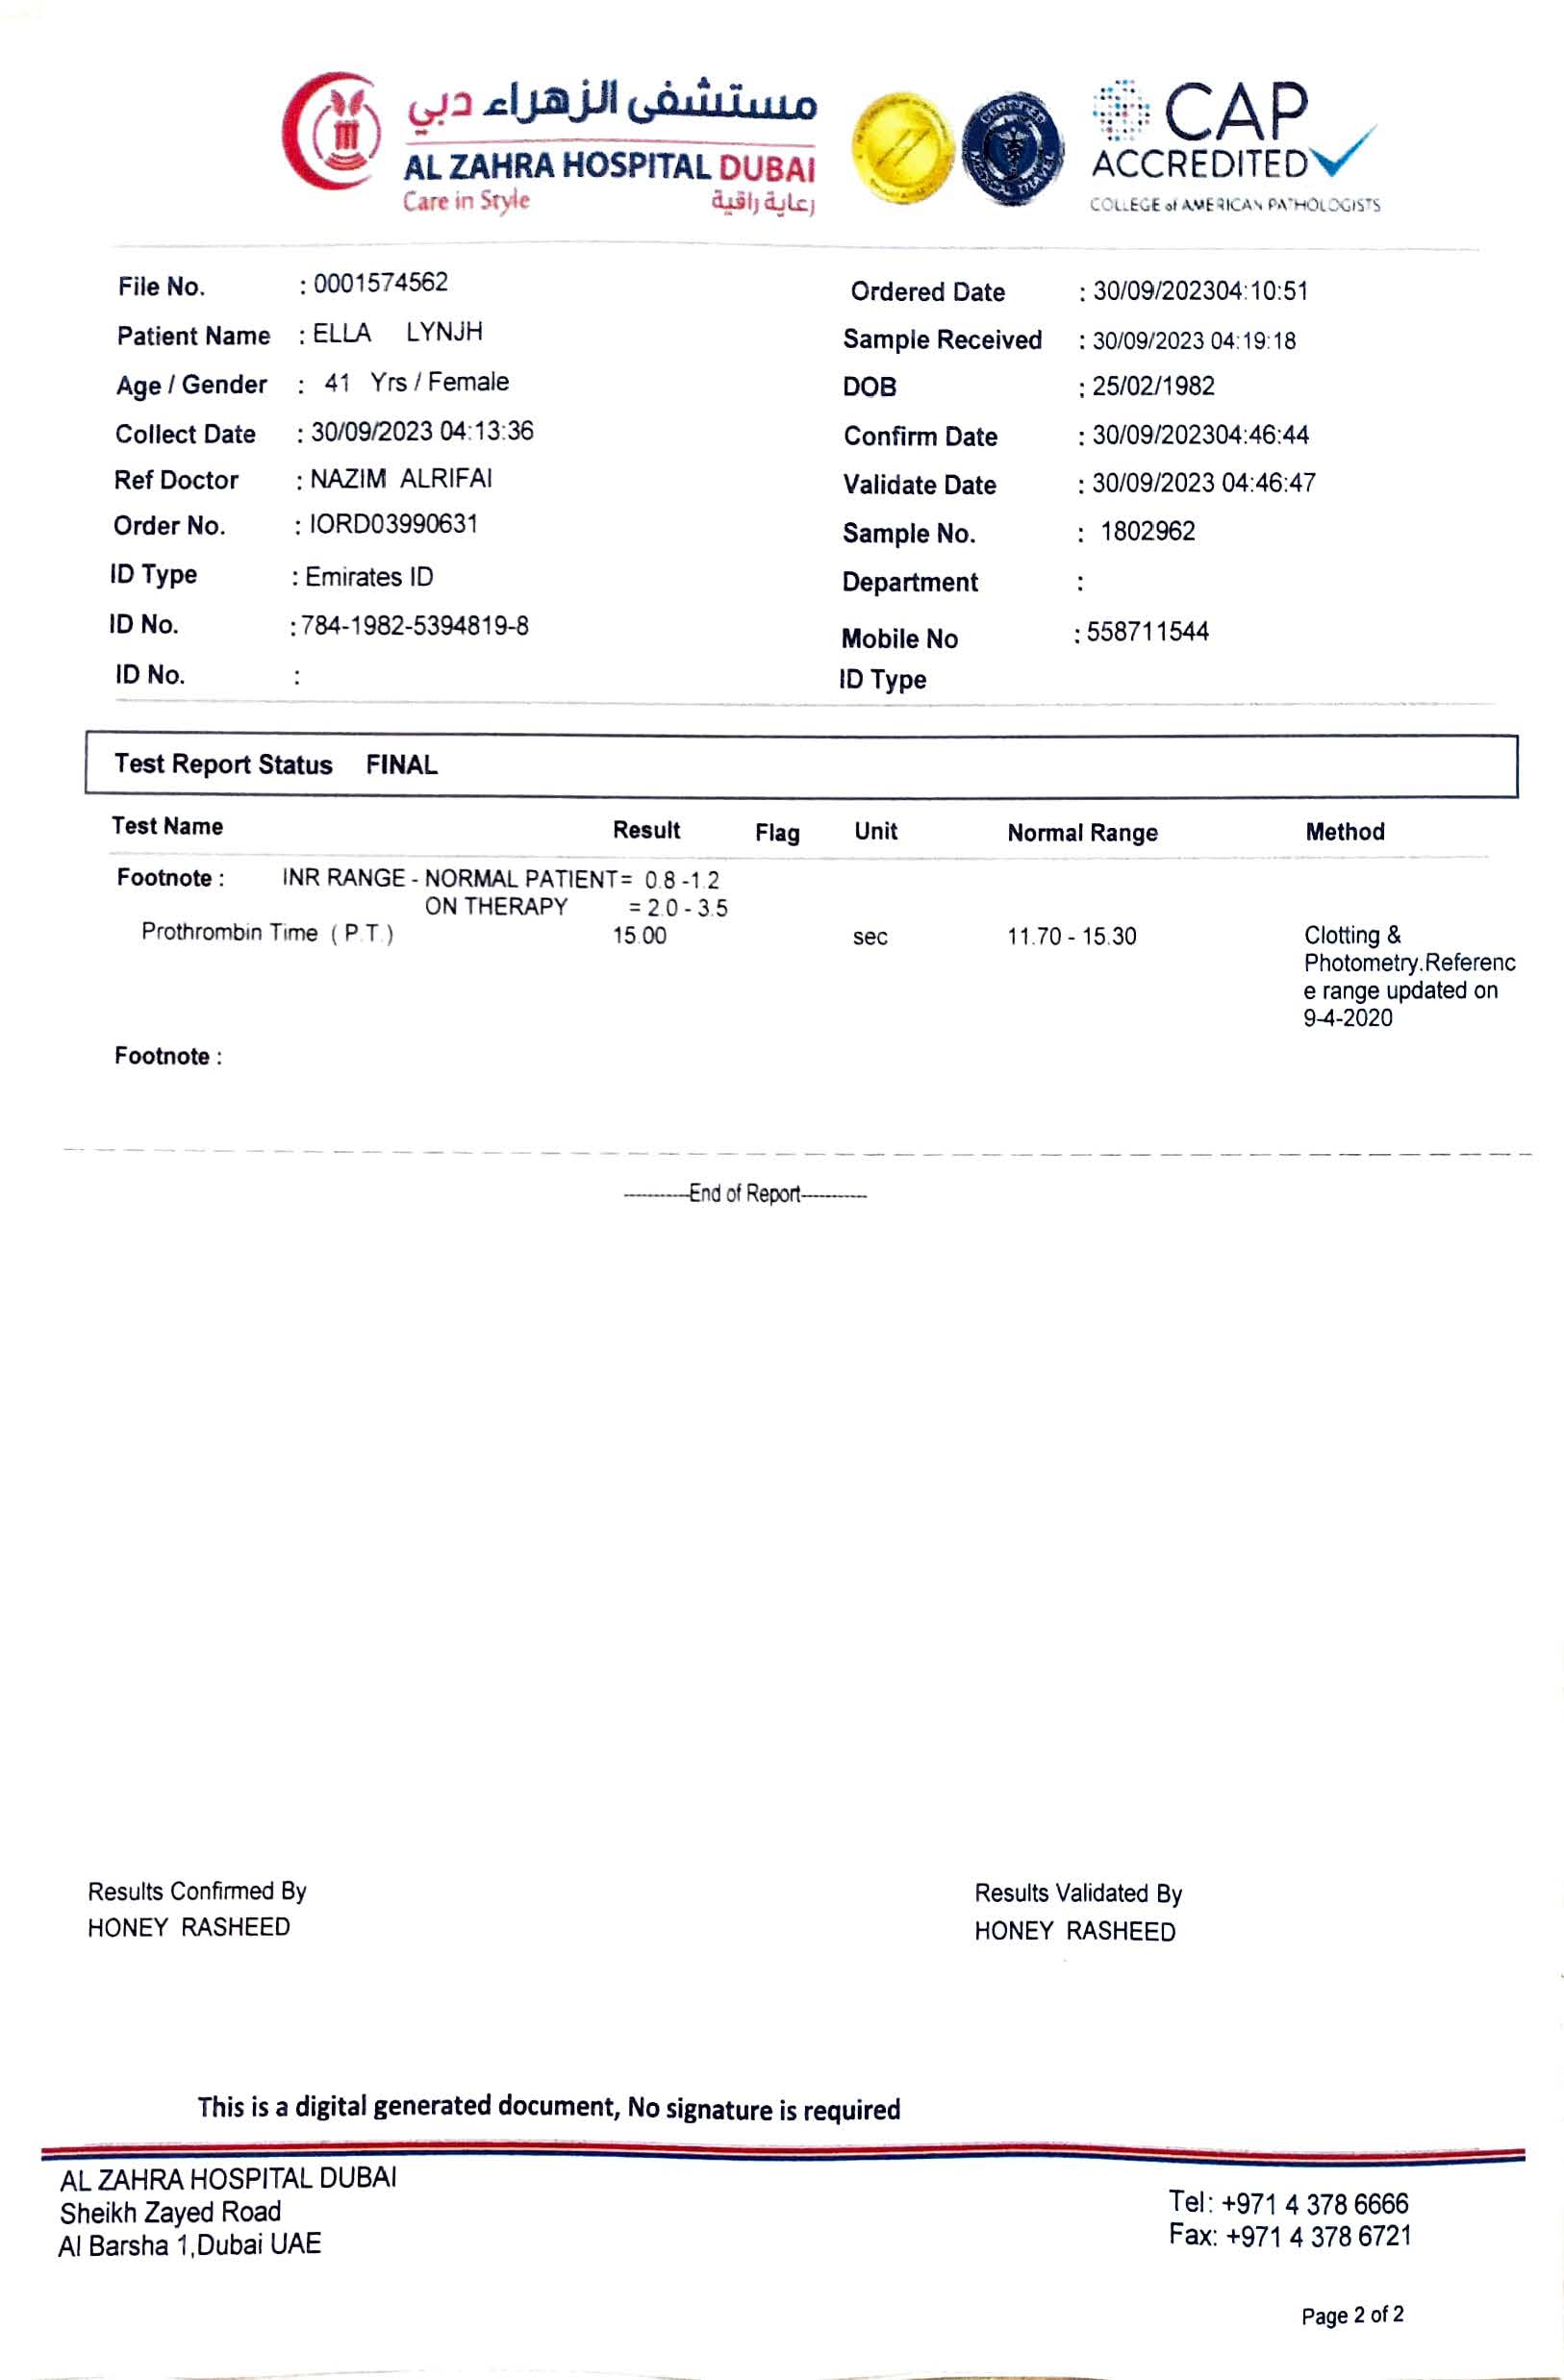 مستشفى الزهراء دبي
AL ZAHRA HOSPITAL DUBAI
Care in Style رعاية راقية
CAP
ACCREDITED
COLLEGE of AMERICAN PATHOLOGISTS
File No. : 0001574562 Ordered Date : 30/09/202304:10:51
Patient Name : ELLA LYNJH Sample Received : 30/09/2023 04:19:18
Age / Gender : 41 Yrs / Female DOB : 25/02/1982
Collect Date : 30/09/2023 04:13:36 Confirm Date : 30/09/202304:46:44
Ref Doctor : NAZIM ALRIFAI Validate Date : 30/09/2023 04:46:47
Order No. : IORD03990631 Sample No. : 1802962
ID Type : Emirates ID Department :
ID No. : 784-1982-5394819-8 Mobile No : 558711544
ID No. : ID Type
Test Report Status FINAL
Test Name Result Flag Unit Normal Range Method
Footnote : INR RANGE - NORMAL PATIENT= 0.8 -1.2
ON THERAPY = 2.0 - 3.5
Prothrombin Time ( P.T.) 15.00 sec 11.70 - 15.30 Clotting &
Photometry.Referenc
e range updated on
9-4-2020
Footnote :
----------End of Report----------
Results Confirmed By Results Validated By
HONEY RASHEED HONEY RASHEED
This is a digital generated document, No signature is required
AL ZAHRA HOSPITAL DUBAI
Sheikh Zayed Road Tel: +971 4 378 6666
Al Barsha 1,Dubai UAE Fax: +971 4 378 6721
Page 2 of 2